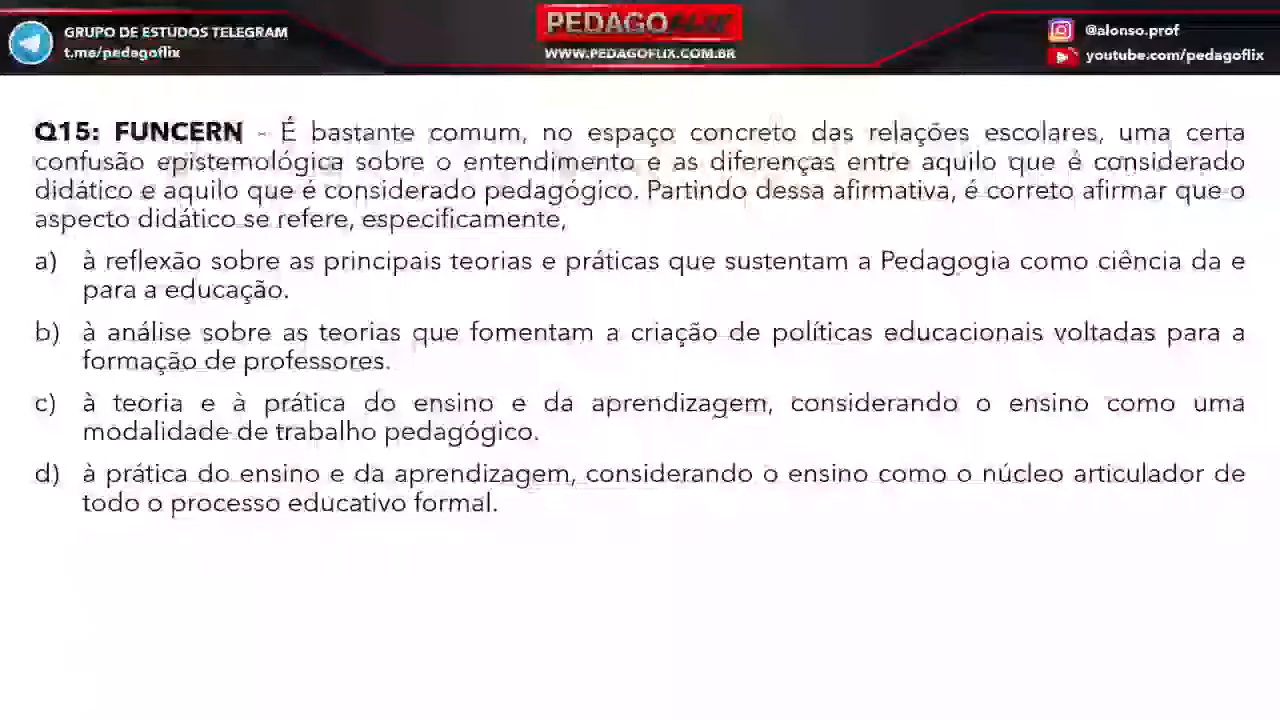 GRUPO DE ESTUDOS TELEGRAM
t.me/pedagoflix
PEDAGOFLIX
WWW.PEDAGOFLIX.COM.BR
@alonso.prof
youtube.com/pedagoflix
Q15: FUNCERN - É bastante comum, no espaço concreto das relações escolares, uma certa
confusão epistemológica sobre o entendimento e as diferenças entre aquilo que é considerado
didático e aquilo que é considerado pedagógico. Partindo dessa afirmativa, é correto afirmar que o
aspecto didático se refere, especificamente,
a) à reflexão sobre as principais teorias e práticas que sustentam a Pedagogia como ciência da e
para a educação.
b) à análise sobre as teorias que fomentam a criação de políticas educacionais voltadas para a
formação de professores.
c) à teoria e à prática do ensino e da aprendizagem, considerando o ensino como uma
modalidade de trabalho pedagógico.
d) à prática do ensino e da aprendizagem, considerando o ensino como o núcleo articulador de
todo o processo educativo formal.